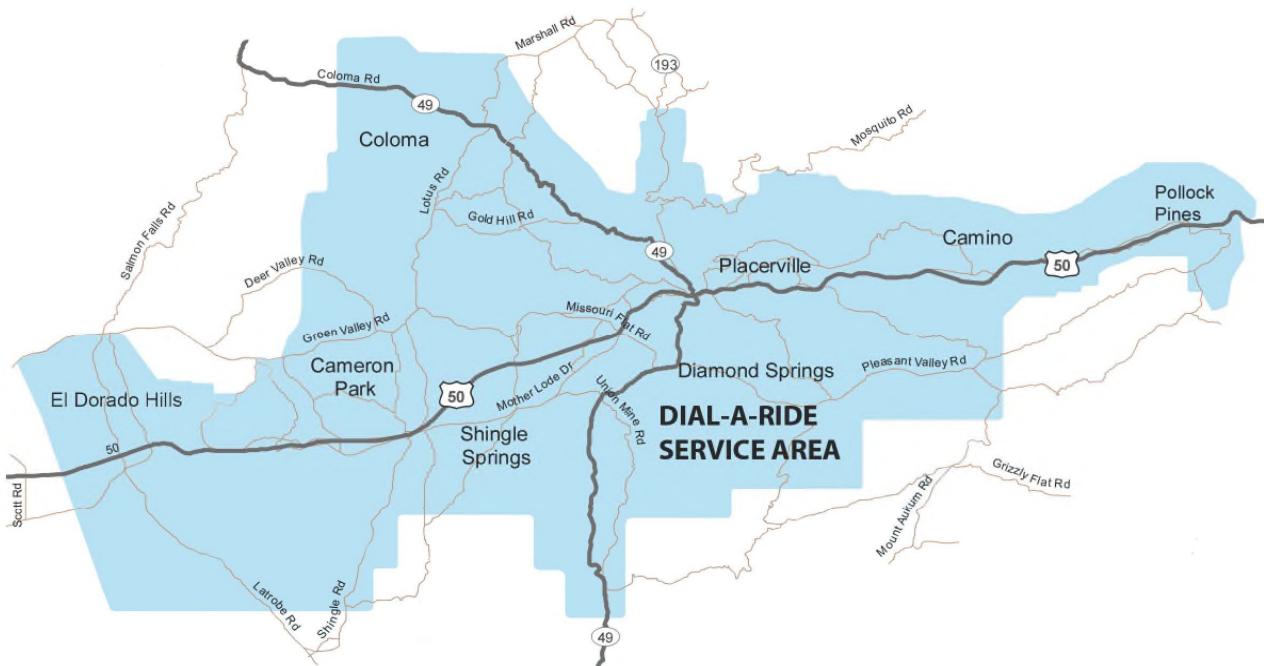 Marshall Rd
193
Coloma Rd
49
Coloma
Mosquito Rd
Lotus Rd
Gold Hill Rd
Salmon Falls Rd
Pollock
Pines
Camino
50
49
Placerville
Deer Valley Rd
Missouri Flat Rd
Green Valley Rd
Cameron
Park
Diamond Springs
Pleasant Valley Rd
El Dorado Hills
50
Mother Lode Dr
Union Mine Rd
DIAL-A-RIDE
SERVICE AREA
Shingle
Springs
50
Scott Rd
Grizzly Flat Rd
Mount Aukum Rd
Latrobe Rd
Shingle Rd
49